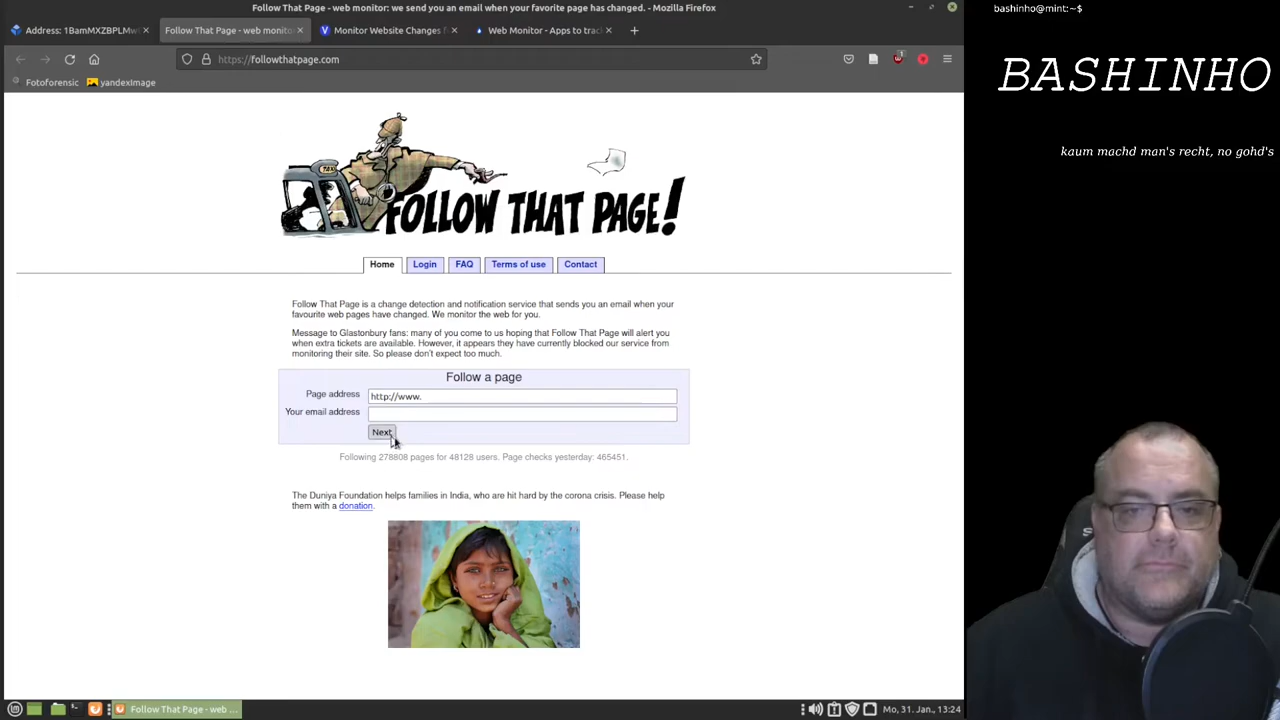 Follow That Page - web monitor: we send you an email when your favorite page has changed. - Mozilla Firefox
Address: 1BamMXZBPLMw
Follow That Page - web monito
Monitor Website Changes f
Web Monitor - Apps to trac
https://followthatpage.com
1
Fotoforensic
yandexImage
TAXI
FOLLOW THAT PAGE!
Home Login FAQ Terms of use Contact
Follow That Page is a change detection and notification service that sends you an email when your
favourite web pages have changed. We monitor the web for you.
Message to Glastonbury fans: many of you come to us hoping that Follow That Page will alert you
when extra tickets are available. However, it appears they have currently blocked our service from
monitoring their site. So please don't expect too much.
Follow a page
Page address http://www.
Your email address
Next
Following 278808 pages for 48128 users. Page checks yesterday: 465451.
The Duniya Foundation helps families in India, who are hit hard by the corona crisis. Please help
them with a donation.
Follow That Page - web ...
Mo, 31. Jan., 13:24
bashinho@mint:~$
BASHINHO
kaum machd man's recht, no gohd's